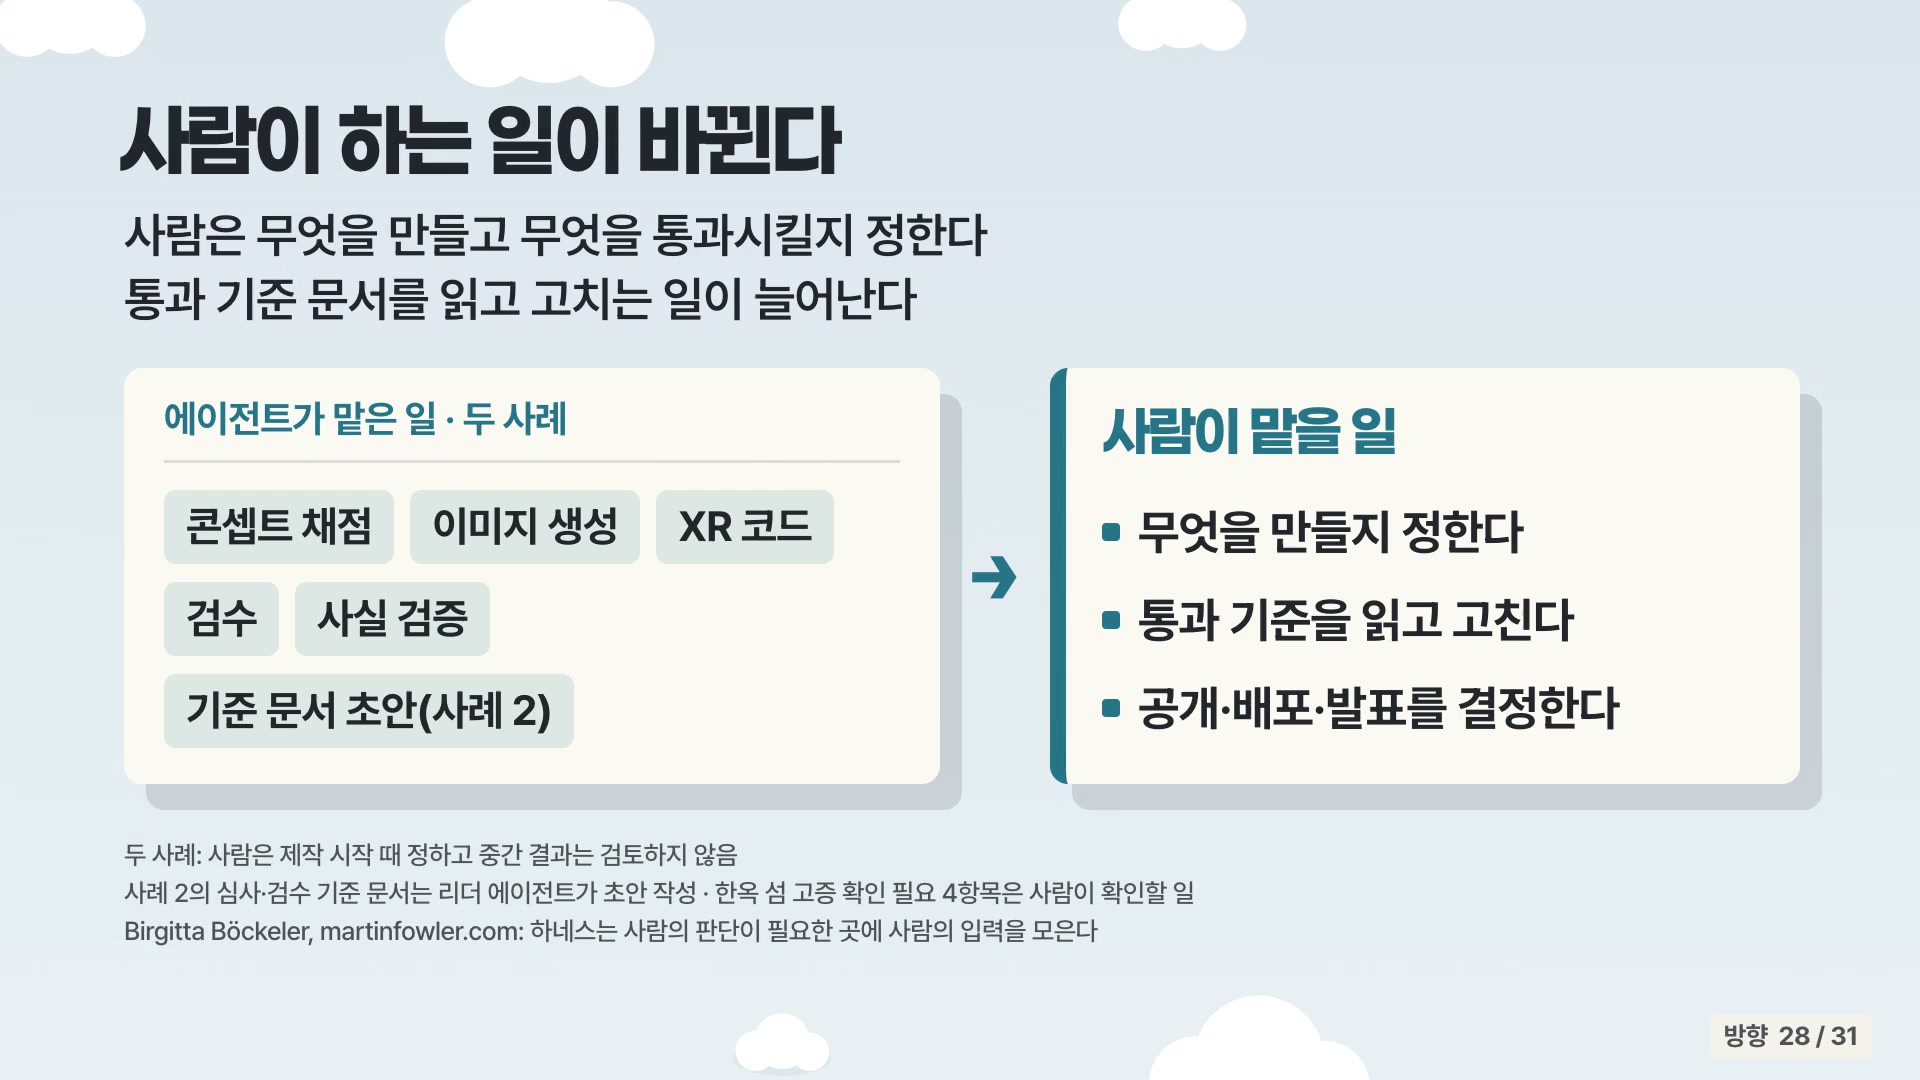 사람이 하는 일이 바뀐다
사람은 무엇을 만들고 무엇을 통과시킬지 정한다
통과 기준 문서를 읽고 고치는 일이 늘어난다
에이전트가 맡은 일 · 두 사례
콘셉트 채점 이미지 생성 XR 코드
검수 사실 검증
기준 문서 초안(사례 2)
사람이 맡을 일
무엇을 만들지 정한다
통과 기준을 읽고 고친다
공개·배포·발표를 결정한다
두 사례: 사람은 제작 시작 때 정하고 중간 결과는 검토하지 않음
사례 2의 심사·검수 기준 문서는 리더 에이전트가 초안 작성 · 한옥 섬 고증 확인 필요 4항목은 사람이 확인할 일
Birgitta Böckeler, martinfowler.com: 하네스는 사람의 판단이 필요한 곳에 사람의 입력을 모은다
방향 28 / 31